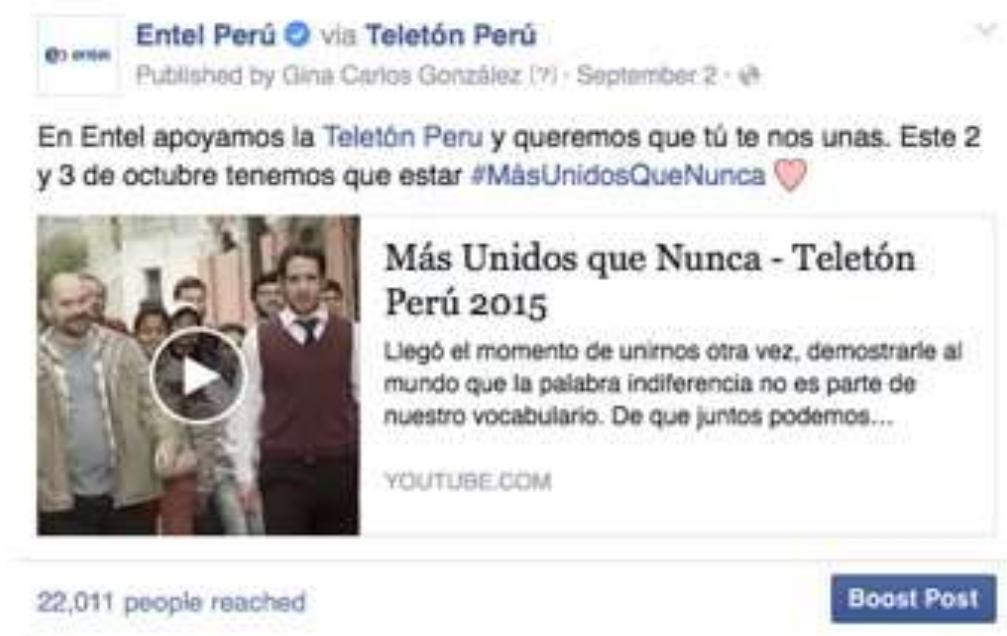 entel
Entel Perú via Teletón Perú
Published by Gina Carlos González [?] · September 2 ·
En Entel apoyamos la Teletón Peru y queremos que tú te nos unas. Este 2
y 3 de octubre tenemos que estar #MásUnidosQueNunca
Más Unidos que Nunca - Teletón
Perú 2015
Llegó el momento de unirnos otra vez, demostrarle al
mundo que la palabra indiferencia no es parte de
nuestro vocabulario. De que juntos podemos...
YOUTUBE.COM
22,011 people reached
Boost Post